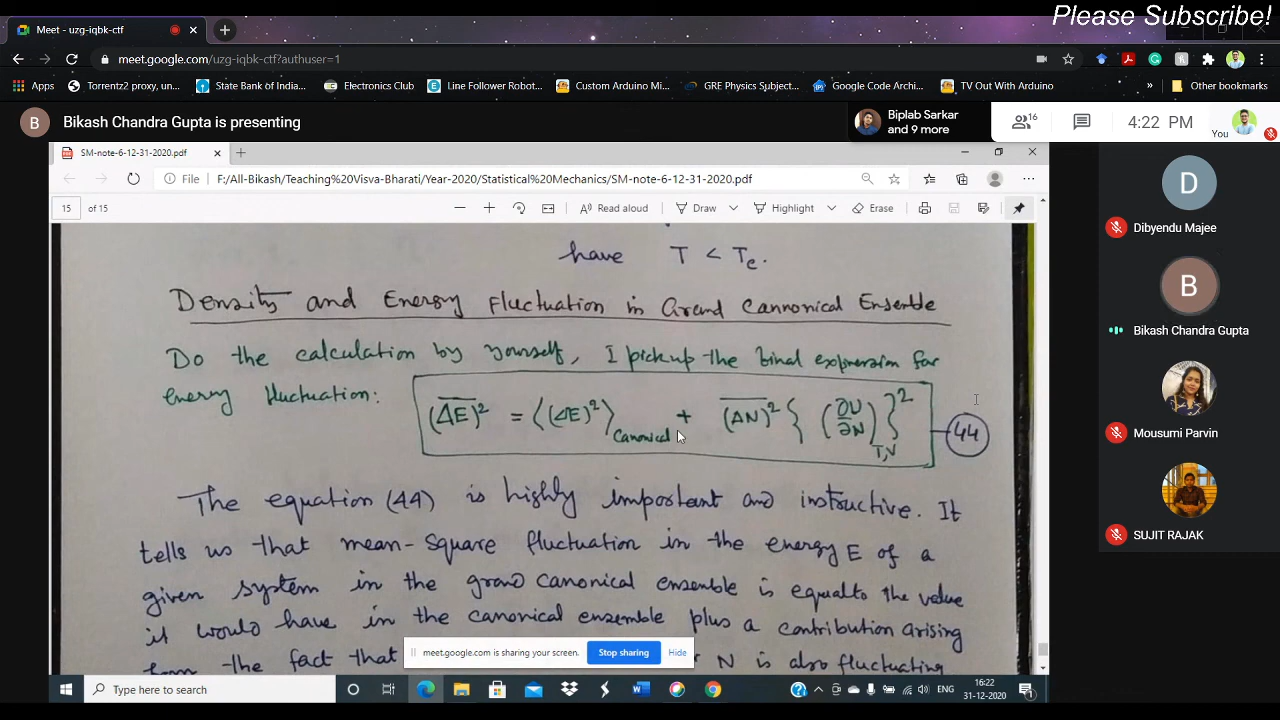 Please Subscribe!
Meet - uzg-iqbk-ctf
meet.google.com/uzg-iqbk-ctf?authuser=1
Apps Torrentz2 proxy, un... State Bank of India... Electronics Club Line Follower Robot... Custom Arduino Mi... GRE Physics Subject... Google Code Archi... TV Out With Arduino » Other bookmarks
B Bikash Chandra Gupta is presenting
Biplab Sarkar
and 9 more
16
4:22 PM
You
SM-note-6-12-31-2020.pdf
File F:/All-Bikash/Teaching%20Visva-Bharati/Year-2020/Statistical%20Mechanics/SM-note-6-12-31-2020.pdf
15 of 15 Read aloud Draw Highlight Erase
have T < Tc.
Density and Energy Fluctuation in Grand Cannonical Ensemble
Do the calculation by yourself, I pickup the final expression for
energy fluctuation:
(ΔE)² = ⟨(ΔE)²⟩ Canonical + (ΔN)² { (∂U/∂N)T,V }² 44
The equation (44) is highly important and instructive. It
tells us that mean-square fluctuation in the energy E of a
given system in the grand canonical ensemble is equal to the value
it would have in the canonical ensemble plus a contribution arising
from the fact that N is also fluctuating
meet.google.com is sharing your screen. Stop sharing Hide
D
Dibyendu Majee
B
Bikash Chandra Gupta
Mousumi Parvin
SUJIT RAJAK
Type here to search
ENG
16:22
31-12-2020